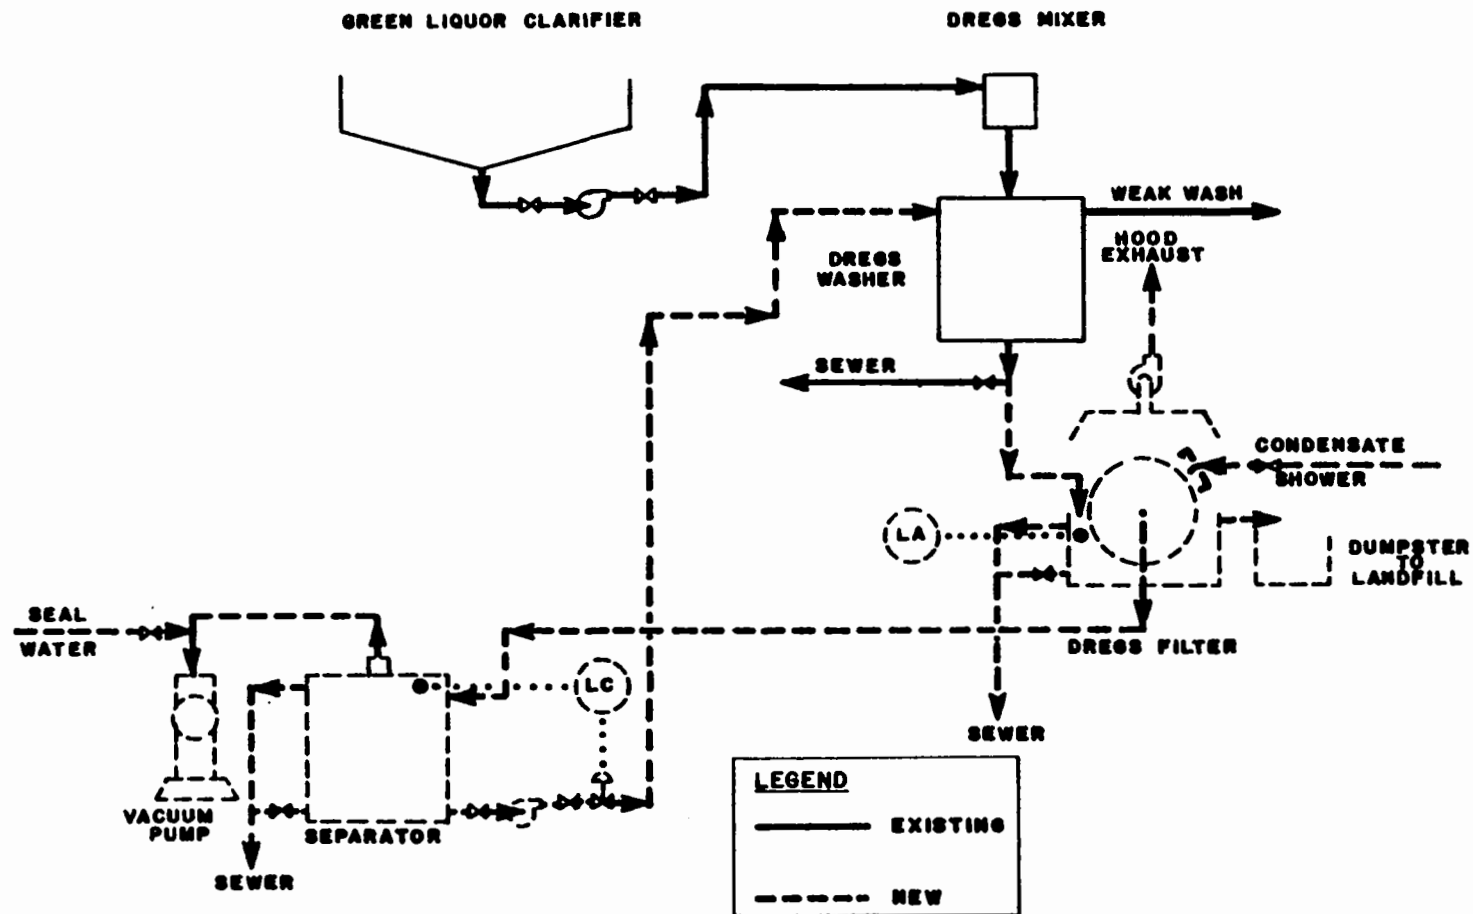 GREEN LIQUOR CLARIFIER
DREGS MIXER
WEAK WASH
HOOD
EXHAUST
DREGS
WASHER
SEWER
CONDENSATE
SHOWER
LA
DUMPSTER
TO
LANDFILL
SEAL
WATER
DREGS FILTER
LC
SEWER
VACUUM
PUMP
SEPARATOR
SEWER
LEGEND
EXISTING
NEW